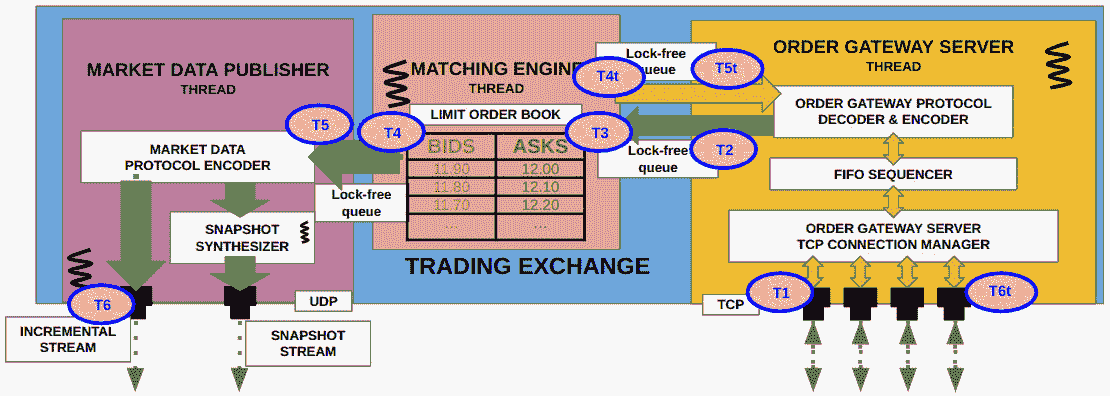 MARKET DATA PUBLISHER
THREAD
T5
MARKET DATA
PROTOCOL ENCODER
SNAPSHOT
SYNTHESIZER
T6
UDP
INCREMENTAL
STREAM
SNAPSHOT
STREAM
MATCHING ENGINE
THREAD
LIMIT ORDER BOOK
T4
T3
BIDS ASKS
11.90 12.00
11.80 12.10
11.70 12.20
... ...
Lock-free
queue
TRADING EXCHANGE
Lock-free
queue
T4t
T5t
Lock-free
queue
T2
ORDER GATEWAY SERVER
THREAD
ORDER GATEWAY PROTOCOL
DECODER & ENCODER
FIFO SEQUENCER
ORDER GATEWAY SERVER
TCP CONNECTION MANAGER
TCP
T1
T6t